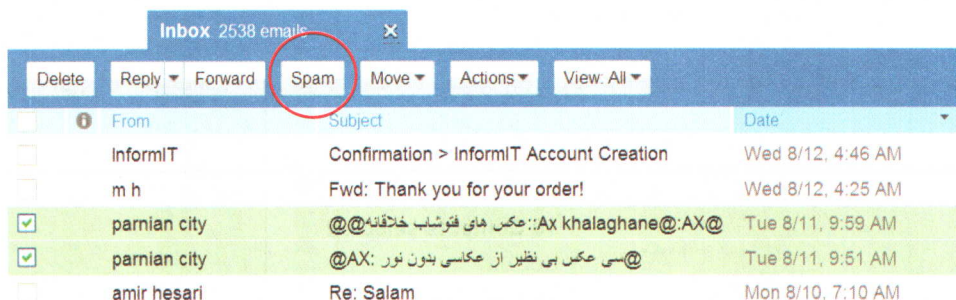 Inbox 2538 emails X
Delete Reply Forward Spam Move Actions View: All
From Subject Date
InformIT Confirmation > InformIT Account Creation Wed 8/12, 4:46 AM
m h Fwd: Thank you for your order! Wed 8/12, 4:25 AM
parnian city @@عکس های فتوشاب خلاقانه::Ax khalaghane@:AX@ Tue 8/11, 9:59 AM
parnian city @سی عکس بی نظیر از عکاسی بدون نور :AX@ Tue 8/11, 9:51 AM
amir hesari Re: Salam Mon 8/10, 7:10 AM